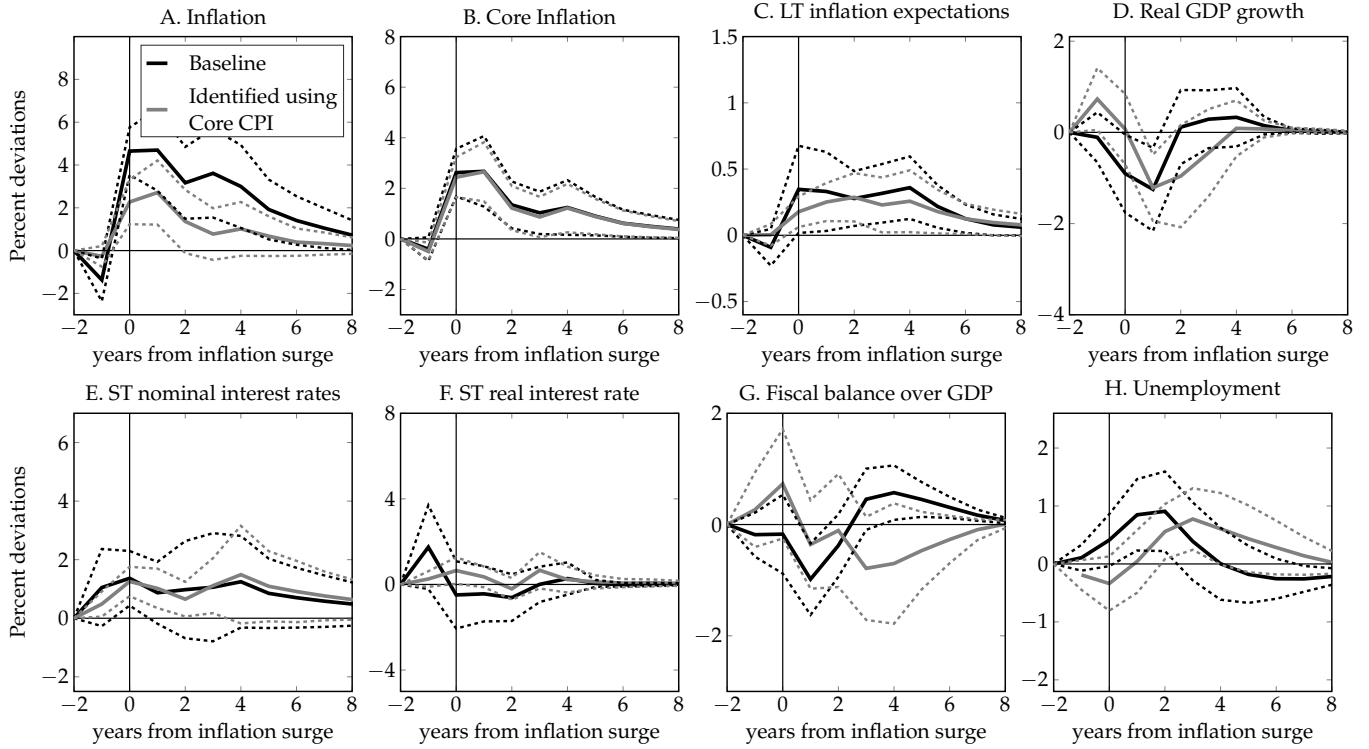 A. Inflation
B. Core Inflation
C. LT inflation expectations
D. Real GDP growth
Percent deviations
8
6
4
2
0
−2
Baseline
Identified using
Core CPI
−2 0 2 4 6 8
years from inflation surge
8
6
4
2
0
−2
−2 0 2 4 6 8
years from inflation surge
1.5
1
0.5
0
−0.5
−2 0 2 4 6 8
years from inflation surge
2
0
−2
−4
−2 0 2 4 6 8
years from inflation surge
E. ST nominal interest rates
F. ST real interest rate
G. Fiscal balance over GDP
H. Unemployment
Percent deviations
6
4
2
0
−2
−2 0 2 4 6 8
years from inflation surge
8
4
0
−4
−2 0 2 4 6 8
years from inflation surge
2
0
−2
−2 0 2 4 6 8
years from inflation surge
2
1
0
−1
−2
−2 0 2 4 6 8
years from inflation surge